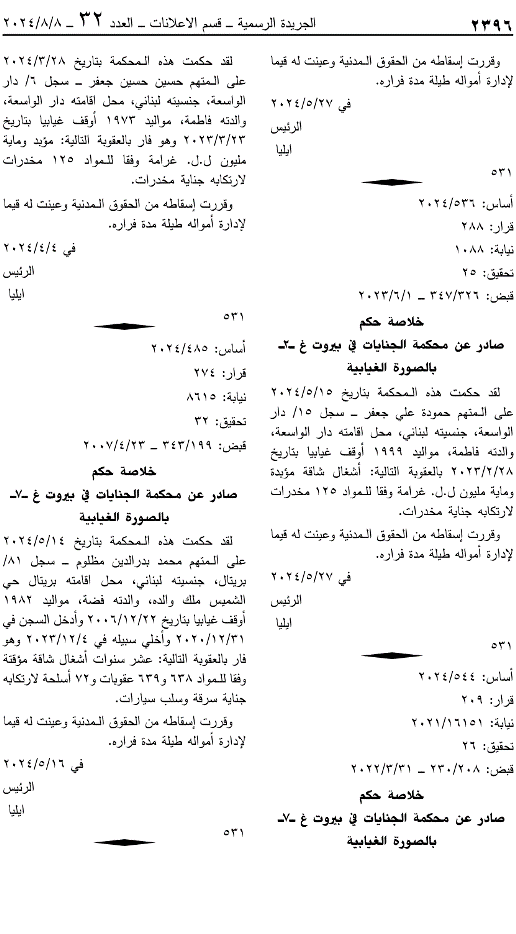 ٢٣٩٦
الجريدة الرسمية ـ قسم الاعلانات ـ العدد ٣٢ ـ ٢٠٢٤/٨/٨
وقررت إسقاطه من الحقوق المدنية وعينت له قيما
لإدارة أمواله طيلة مدة فراره.
في ٢٠٢٤/٥/٢٧
الرئيس
ايليا
٥٣١
أساس: ٢٠٢٤/٥٣٦
قرار: ٢٨٨
نيابة: ١٠٨٨
تحقيق: ٢٥
قبض: ٣٤٧/٣٢٦ ـ ٢٠٢٣/٦/١
خلاصة حكم
صادر عن محكمة الجنايات في بيروت غ ـ٢ـ
بالصورة الغيابية
لقد حكمت هذه المحكمة بتاريخ ٢٠٢٤/٥/١٥
على المتهم حمودة علي جعفر ـ سجل ١٥/ دار
الواسعة، جنسيته لبناني، محل اقامته دار الواسعة،
والدته فاطمة، مواليد ١٩٩٩ أوقف غيابيا بتاريخ
٢٠٢٣/٢/٢٨ بالعقوبة التالية: أشغال شاقة مؤبدة
وماية مليون ل.ل. غرامة وفقا للمواد ١٢٥ مخدرات
لارتكابه جناية مخدرات.
وقررت إسقاطه من الحقوق المدنية وعينت له قيما
لإدارة أمواله طيلة مدة فراره.
في ٢٠٢٤/٥/٢٧
الرئيس
ايليا
٥٣١
أساس: ٢٠٢٤/٥٤٤
قرار: ٢٠٩
نيابة: ٢٠٢١/١٦١٥١
تحقيق: ٢٦
قبض: ٢٣٠/٢٠٨ ـ ٢٠٢٢/٣/٣١
خلاصة حكم
صادر عن محكمة الجنايات في بيروت غ ـ٧ـ
بالصورة الغيابية
لقد حكمت هذه المحكمة بتاريخ ٢٠٢٤/٣/٢٨
على المتهم حسين حسين جعفر ـ سجل ٦/ دار
الواسعة، جنسيته لبناني، محل اقامته دار الواسعة،
والدته فاطمة، مواليد ١٩٧٣ أوقف غيابيا بتاريخ
٢٠٢٣/٣/٢٣ وهو فار بالعقوبة التالية: مؤبد وماية
مليون ل.ل. غرامة وفقا للمواد ١٢٥ مخدرات
لارتكابه جناية مخدرات.
وقررت إسقاطه من الحقوق المدنية وعينت له قيما
لإدارة أمواله طيلة مدة فراره.
في ٢٠٢٤/٤/٤
الرئيس
ايليا
٥٣١
أساس: ٢٠٢٤/٤٨٥
قرار: ٢٧٤
نيابة: ٨٦١٥
تحقيق: ٣٢
قبض: ٣٤٣/١٩٩ ـ ٢٠٠٧/٤/٢٣
خلاصة حكم
صادر عن محكمة الجنايات في بيروت غ ـ٧ـ
بالصورة الغيابية
لقد حكمت هذه المحكمة بتاريخ ٢٠٢٤/٥/١٤
على المتهم محمد بدرالدين مظلوم ـ سجل ٨١/
بريتال، جنسيته لبناني، محل اقامته بريتال حي
الشميس ملك والده، والدته فضة، مواليد ١٩٨٢
أوقف غيابيا بتاريخ ٢٠٠٦/١٢/٢٢ وأدخل السجن في
٢٠٢٠/١٢/٣١ وأخلي سبيله في ٢٠٢٣/١٢/٤ وهو
فار بالعقوبة التالية: عشر سنوات أشغال شاقة مؤقتة
وفقا للمواد ٦٣٨ و٦٣٩ عقوبات و٧٢ أسلحة لارتكابه
جناية سرقة وسلب سيارات.
وقررت إسقاطه من الحقوق المدنية وعينت له قيما
لإدارة أمواله طيلة مدة فراره.
في ٢٠٢٤/٥/١٦
الرئيس
ايليا
٥٣١